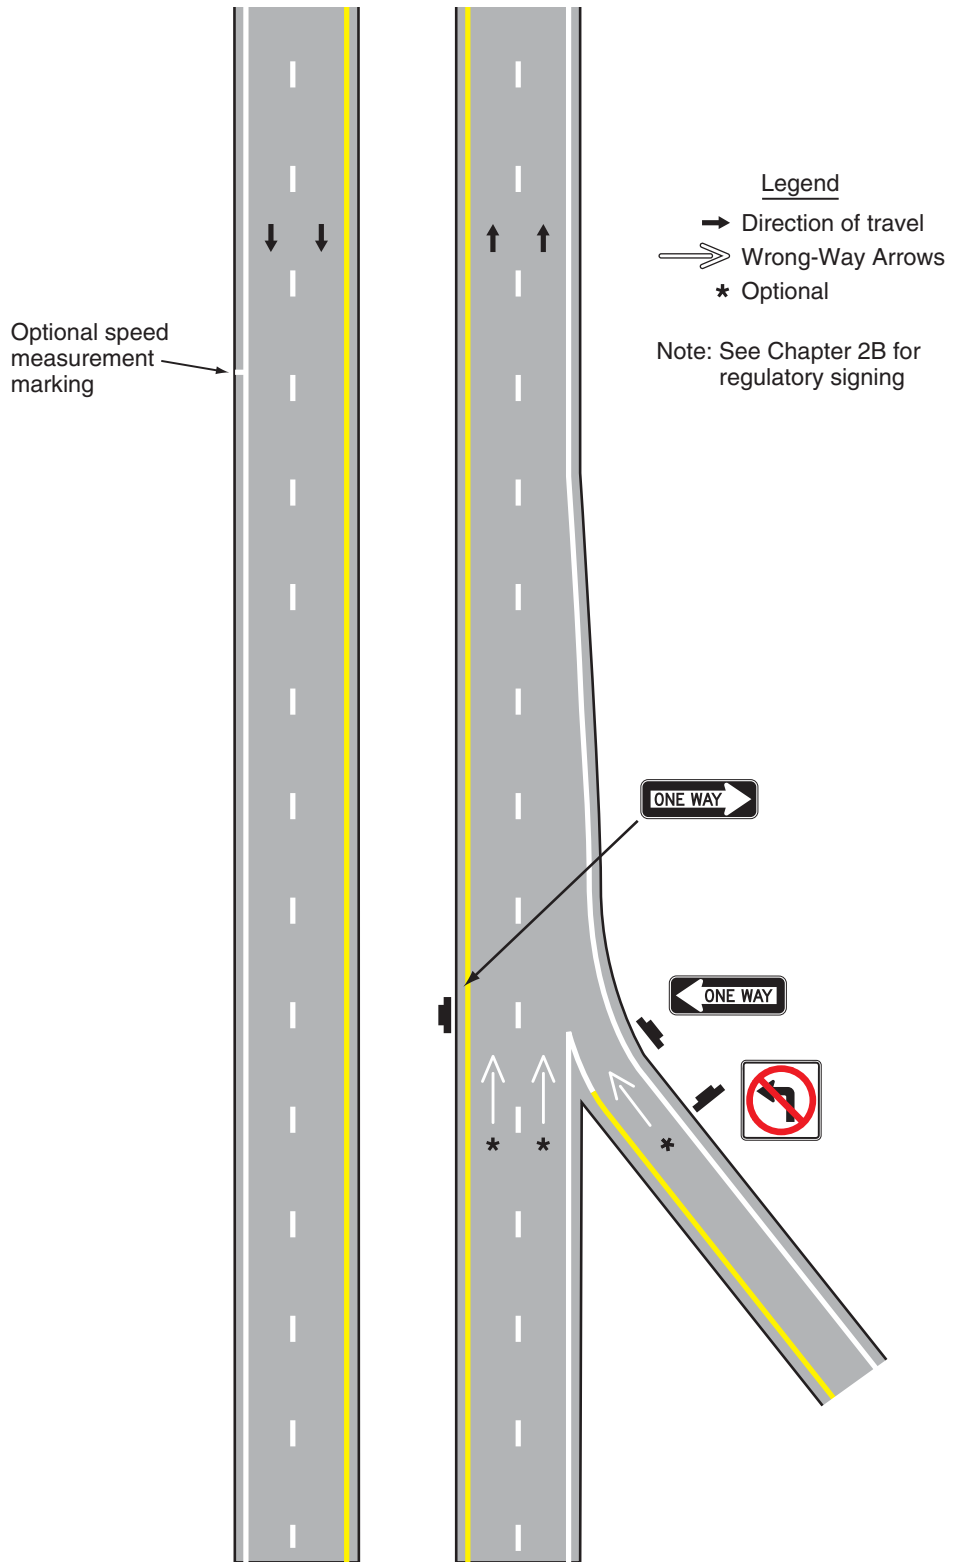 Legend
Direction of travel
Wrong-Way Arrows
* Optional
Note: See Chapter 2B for
regulatory signing
Optional speed
measurement
marking
ONE WAY
ONE WAY
* * *